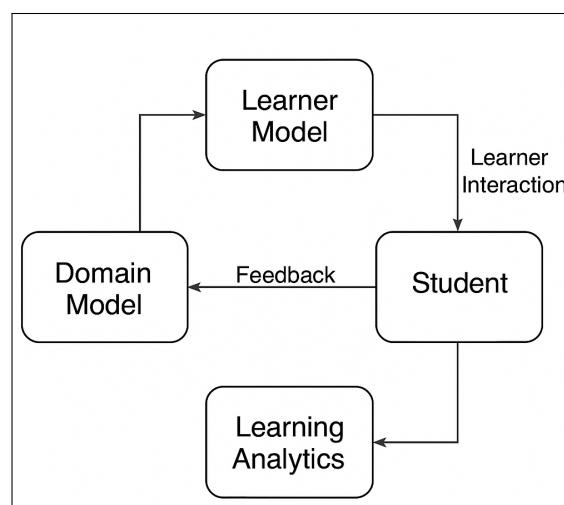 Learner
Model
Learner
Interaction
Domain
Model
Feedback
Student
Learning
Analytics